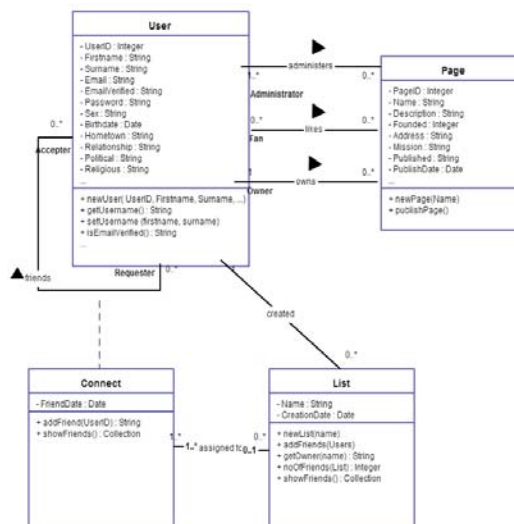 User
- UserID : Integer
- Firstname : String
- Surname : String
- Email : String
- EmailVerified : String
- Password : String
- Sex : String
- Birthdate : Date
- Hometown : String
- Relationship : String
- Political : String
- Religious : String
...
+ newUser( UserID, Firstname, Surname, ...)
+ getUsername() : String
+ setUsername (firstname, surname)
+ isEmailVerified() : String
...
administers
1..*
0..*
Administrator
0..*
likes
0..*
Fan
1
owns
0..*
Owner
Page
- PageID : Integer
- Name : String
- Description : String
- Founded : Integer
- Address : String
- Mission : String
- Published : String
- PublishDate : Date
...
+ newPage(Name)
+ publishPage()
0..*
Accepter
friends
Requester
0..*
created
0..*
Connect
- FriendDate : Date
+ addFriend(UserID) : String
+ showFriends() : Collection
1..*
1..*
assigned to
0..*
0..1
List
- Name : String
- CreationDate : Date
+ newList(name)
+ addFriends(Users)
+ getOwner(name) : String
+ noOfFriends(List) : Integer
+ showFriends() : Collection